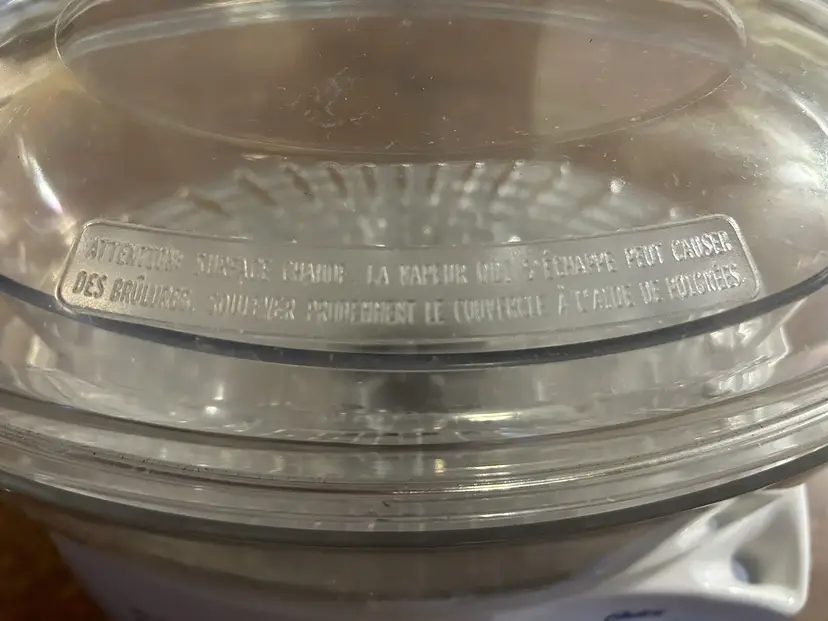 ATTENTION: SURFACE CHAUDE. LA VAPEUR QUI S'ÉCHAPPE PEUT CAUSER
DES BRÛLURES. SOULEVER PRUDEMMENT LE COUVERCLE À L'AIDE DE POIGNÉES.